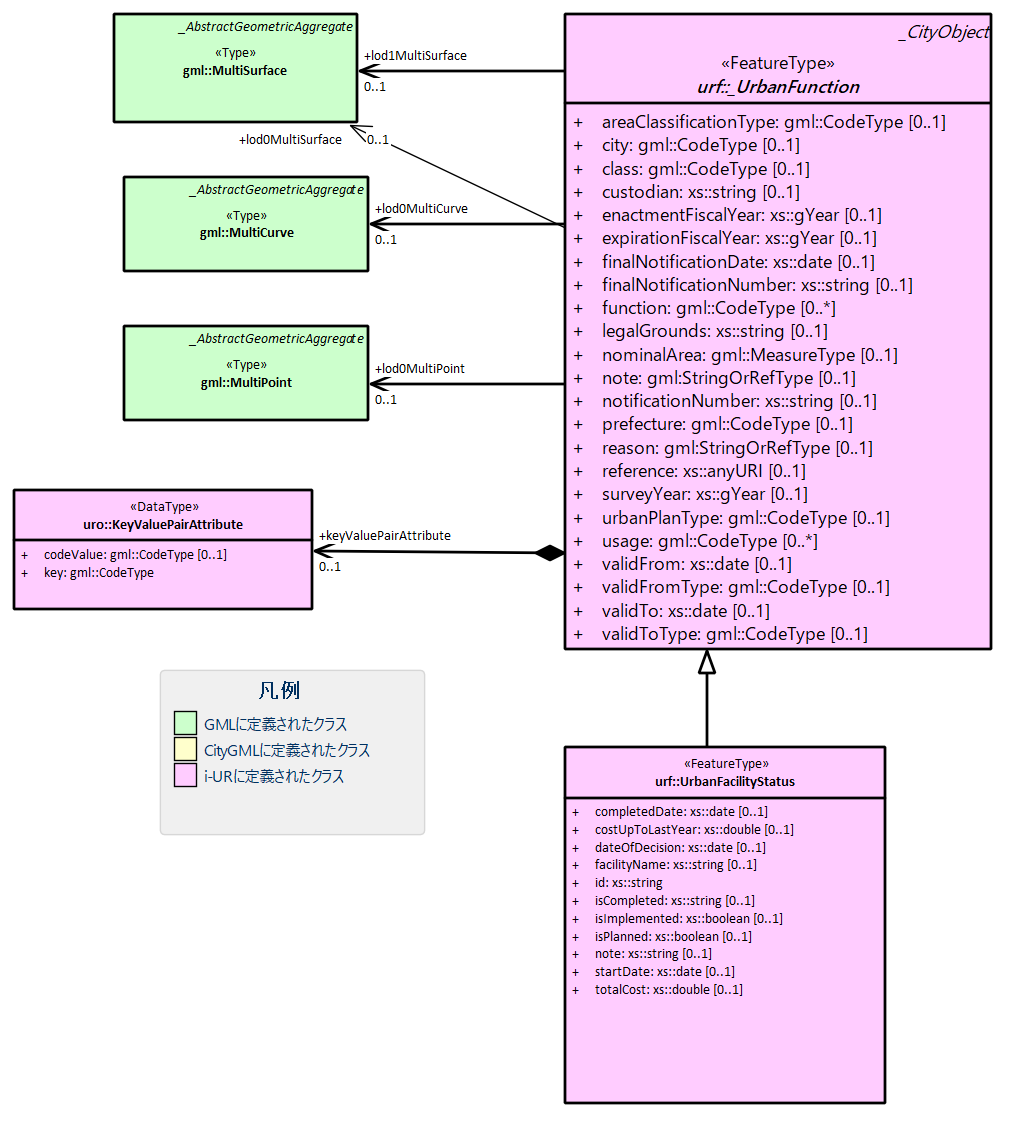 _AbstractGeometricAggregate
«Type»
gml::MultiSurface
+lod1MultiSurface
0..1
+lod0MultiSurface
0..1
_AbstractGeometricAggregate
«Type»
gml::MultiCurve
+lod0MultiCurve
0..1
_AbstractGeometricAggregate
«Type»
gml::MultiPoint
+lod0MultiPoint
0..1
«DataType»
uro::KeyValuePairAttribute
+ codeValue: gml::CodeType [0..1]
+ key: gml::CodeType
+keyValuePairAttribute
0..1
_CityObject
«FeatureType»
urf::_UrbanFunction
+ areaClassificationType: gml::CodeType [0..1]
+ city: gml::CodeType [0..1]
+ class: gml::CodeType [0..1]
+ custodian: xs::string [0..1]
+ enactmentFiscalYear: xs::gYear [0..1]
+ expirationFiscalYear: xs::gYear [0..1]
+ finalNotificationDate: xs::date [0..1]
+ finalNotificationNumber: xs::string [0..1]
+ function: gml::CodeType [0..*]
+ legalGrounds: xs::string [0..1]
+ nominalArea: gml::MeasureType [0..1]
+ note: gml:StringOrRefType [0..1]
+ notificationNumber: xs::string [0..1]
+ prefecture: gml::CodeType [0..1]
+ reason: gml:StringOrRefType [0..1]
+ reference: xs::anyURI [0..1]
+ surveyYear: xs::gYear [0..1]
+ urbanPlanType: gml::CodeType [0..1]
+ usage: gml::CodeType [0..*]
+ validFrom: xs::date [0..1]
+ validFromType: gml::CodeType [0..1]
+ validTo: xs::date [0..1]
+ validToType: gml::CodeType [0..1]
凡例
GMLに定義されたクラス
CityGMLに定義されたクラス
i-URに定義されたクラス
«FeatureType»
urf::UrbanFacilityStatus
+ completedDate: xs::date [0..1]
+ costUpToLastYear: xs::double [0..1]
+ dateOfDecision: xs::date [0..1]
+ facilityName: xs::string [0..1]
+ id: xs::string
+ isCompleted: xs::string [0..1]
+ isImplemented: xs::boolean [0..1]
+ isPlanned: xs::boolean [0..1]
+ note: xs::string [0..1]
+ startDate: xs::date [0..1]
+ totalCost: xs::double [0..1]